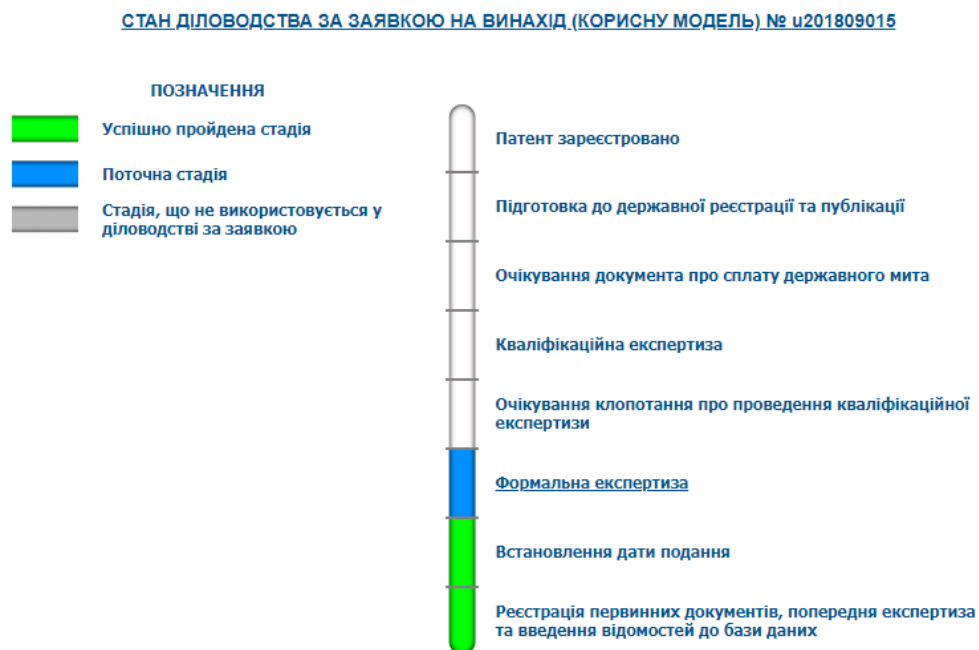 СТАН ДІЛОВОДСТВА ЗА ЗАЯВКОЮ НА ВИНАХІД (КОРИСНУ МОДЕЛЬ) № u201809015
ПОЗНАЧЕННЯ
Успішно пройдена стадія
Поточна стадія
Стадія, що не використовується у
діловодстві за заявкою
Патент зареєстровано
Підготовка до державної реєстрації та публікації
Очікування документа про сплату державного мита
Кваліфікаційна експертиза
Очікування клопотання про проведення кваліфікаційної
експертизи
Формальна експертиза
Встановлення дати подання
Реєстрація первинних документів, попередня експертиза
та введення відомостей до бази даних